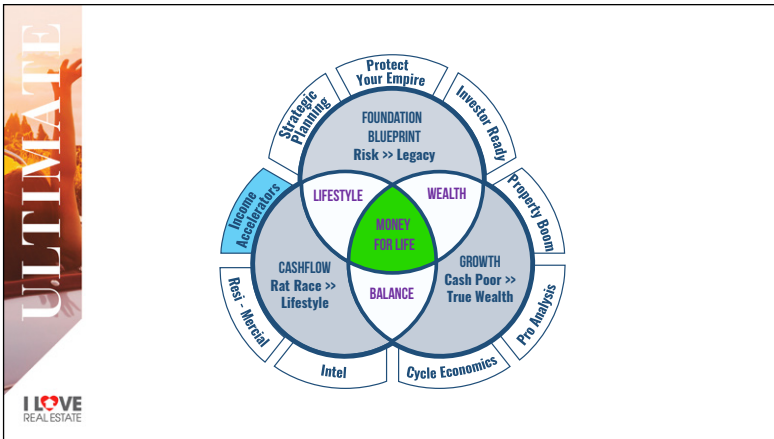 ULTIMATE
Protect
Your Empire
Strategic
Planning
Investor Ready
FOUNDATION
BLUEPRINT
Risk >> Legacy
Income
Accelerators
LIFESTYLE
WEALTH
Property Boom
MONEY
FOR LIFE
CASHFLOW
Rat Race >>
Lifestyle
GROWTH
Cash Poor >>
True Wealth
BALANCE
Resi - Mercial
Pro Analysis
Intel
Cycle Economics
I LOVE
REAL ESTATE